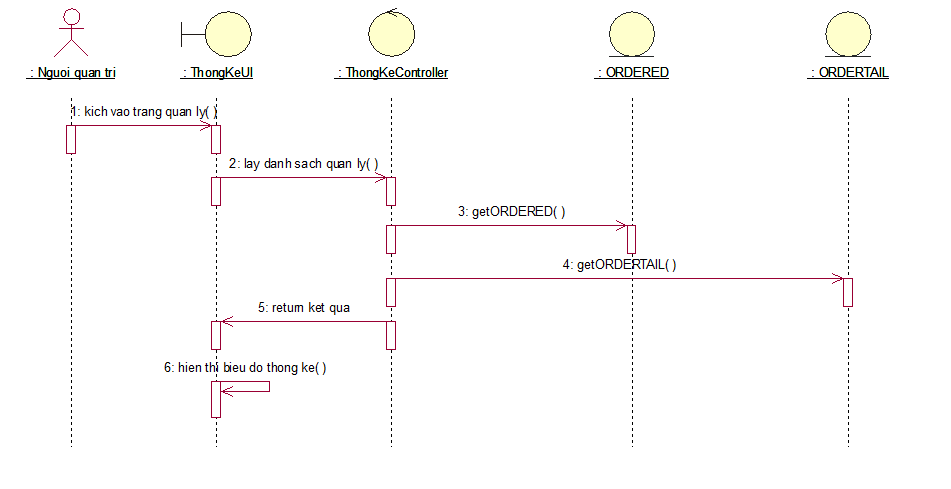 : Nguoi quan tri
: ThongKeUI
: ThongKeController
: ORDERED
: ORDERTAIL
1: kich vao trang quan ly( )
2: lay danh sach quan ly( )
3: getORDERED( )
4: getORDERTAIL( )
5: return ket qua
6: hien thi bieu do thong ke( )